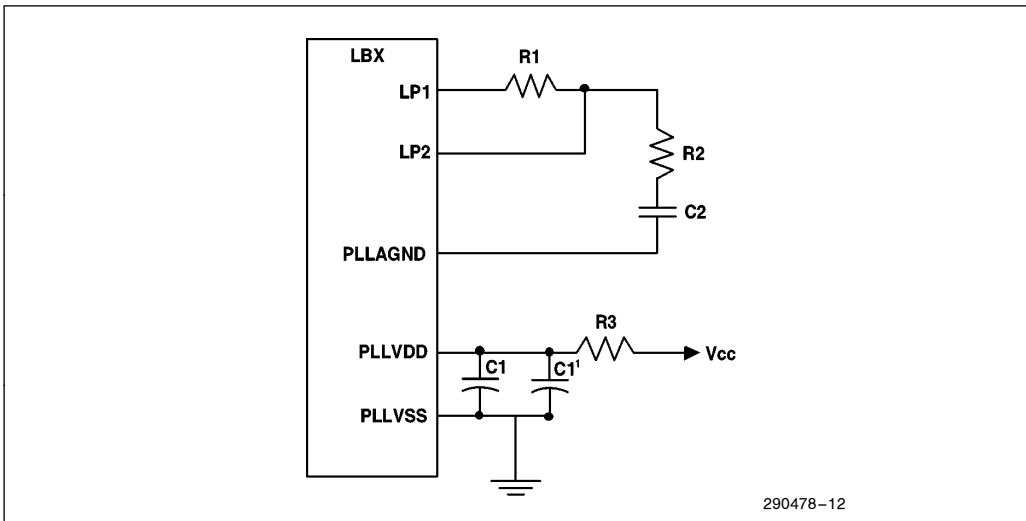 LBX
R1
LP1
LP2
R2
C2
PLLAGND
R3
PLLVDD
Vcc
C1
C1¹
PLLVSS
290478–12